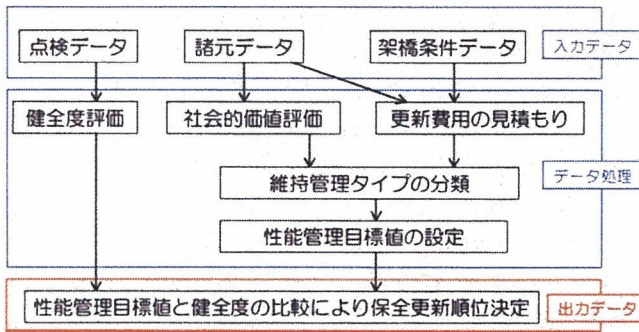 点検データ
諸元データ
架橋条件データ
入力データ
健全度評価
社会的価値評価
更新費用の見積もり
維持管理タイプの分類
データ処理
性能管理目標値の設定
性能管理目標値と健全度の比較により保全更新順位決定
出力データ